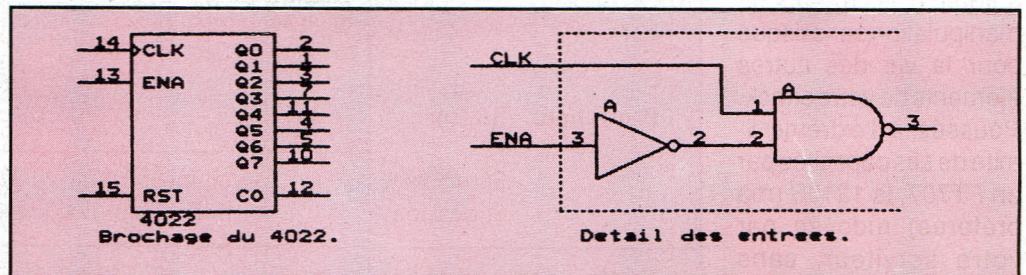 14 CLK Q0 2
Q1 1
13 ENA Q2 3
Q3 7
Q4 11
Q5 4
Q6 5
Q7 10
15 RST CO 12
4022
Brochage du 4022.
CLK
A
1
A
ENA 3 2 2 3
Detail des entrees.